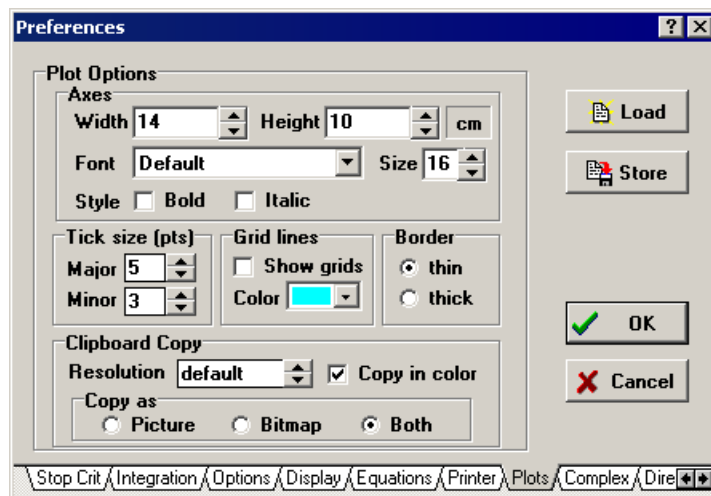 Preferences
Plot Options
Axes
Width 14 Height 10 cm
Font Default Size 16
Style Bold Italic
Tick size (pts)
Major 5
Minor 3
Grid lines
Show grids
Color
Border
thin
thick
Clipboard Copy
Resolution default Copy in color
Copy as
Picture Bitmap Both
Load
Store
OK
Cancel
Stop Crit Integration Options Display Equations Printer Plots Complex Dire